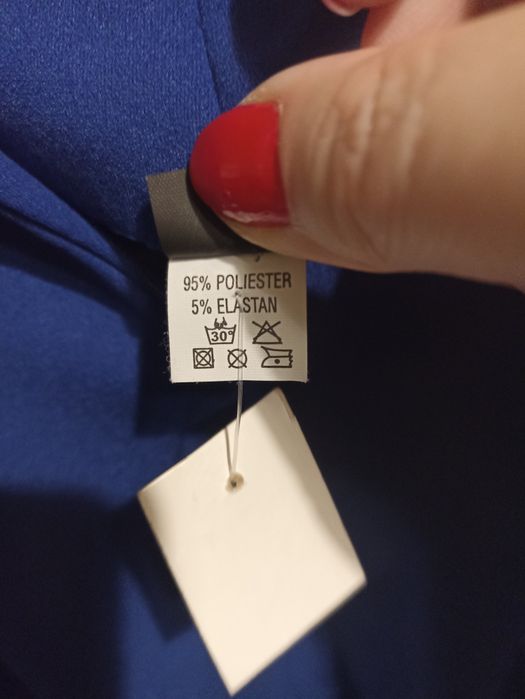 95% POLIESTER
5% ELASTAN
30°